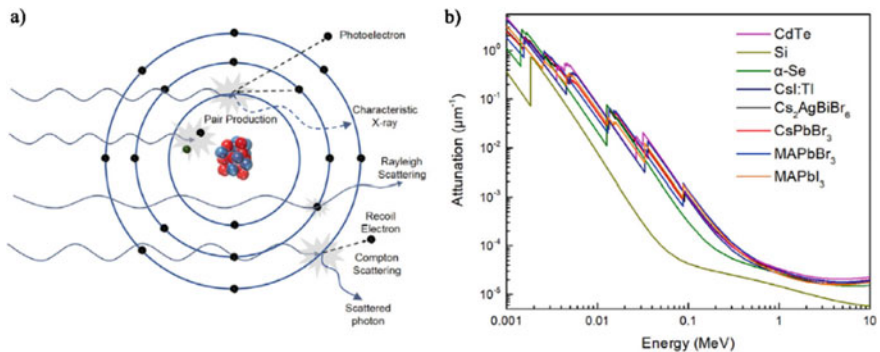 a)
Photoelectron
Pair Production
Characteristic
X-ray
Rayleigh
Scattering
Recoil
Electron
Compton
Scattering
Scattered
photon
b)
Attunation (μm⁻¹)
10⁰
10⁻¹
10⁻²
10⁻³
10⁻⁴
10⁻⁵
CdTe
Si
α-Se
CsI:Tl
Cs₂AgBiBr₆
CsPbBr₃
MAPbBr₃
MAPbI₃
0.001 0.01 0.1 1 10
Energy (MeV)